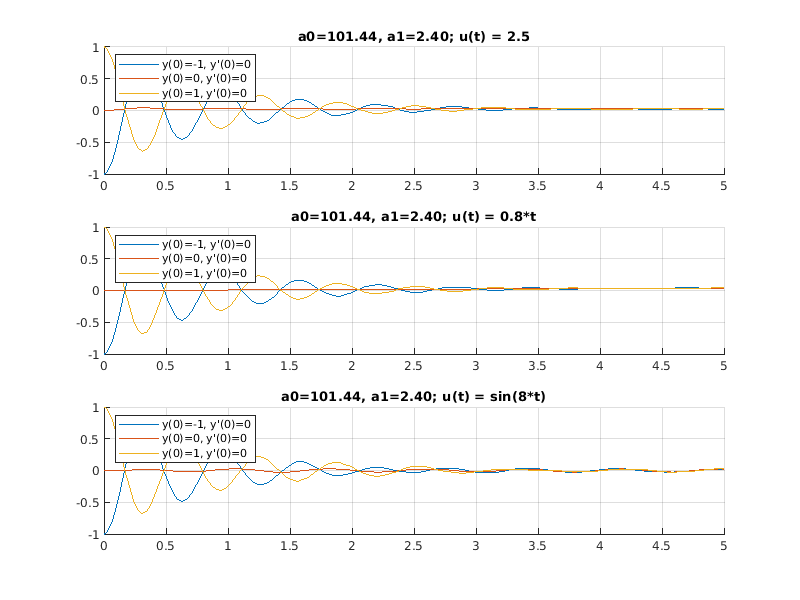 a0=101.44, a1=2.40; u(t) = 2.5
1
0.5
0
-0.5
-1
y(0)=-1, y'(0)=0
y(0)=0, y'(0)=0
y(0)=1, y'(0)=0
0 0.5 1 1.5 2 2.5 3 3.5 4 4.5 5
a0=101.44, a1=2.40; u(t) = 0.8*t
1
0.5
0
-0.5
-1
y(0)=-1, y'(0)=0
y(0)=0, y'(0)=0
y(0)=1, y'(0)=0
0 0.5 1 1.5 2 2.5 3 3.5 4 4.5 5
a0=101.44, a1=2.40; u(t) = sin(8*t)
1
0.5
0
-0.5
-1
y(0)=-1, y'(0)=0
y(0)=0, y'(0)=0
y(0)=1, y'(0)=0
0 0.5 1 1.5 2 2.5 3 3.5 4 4.5 5